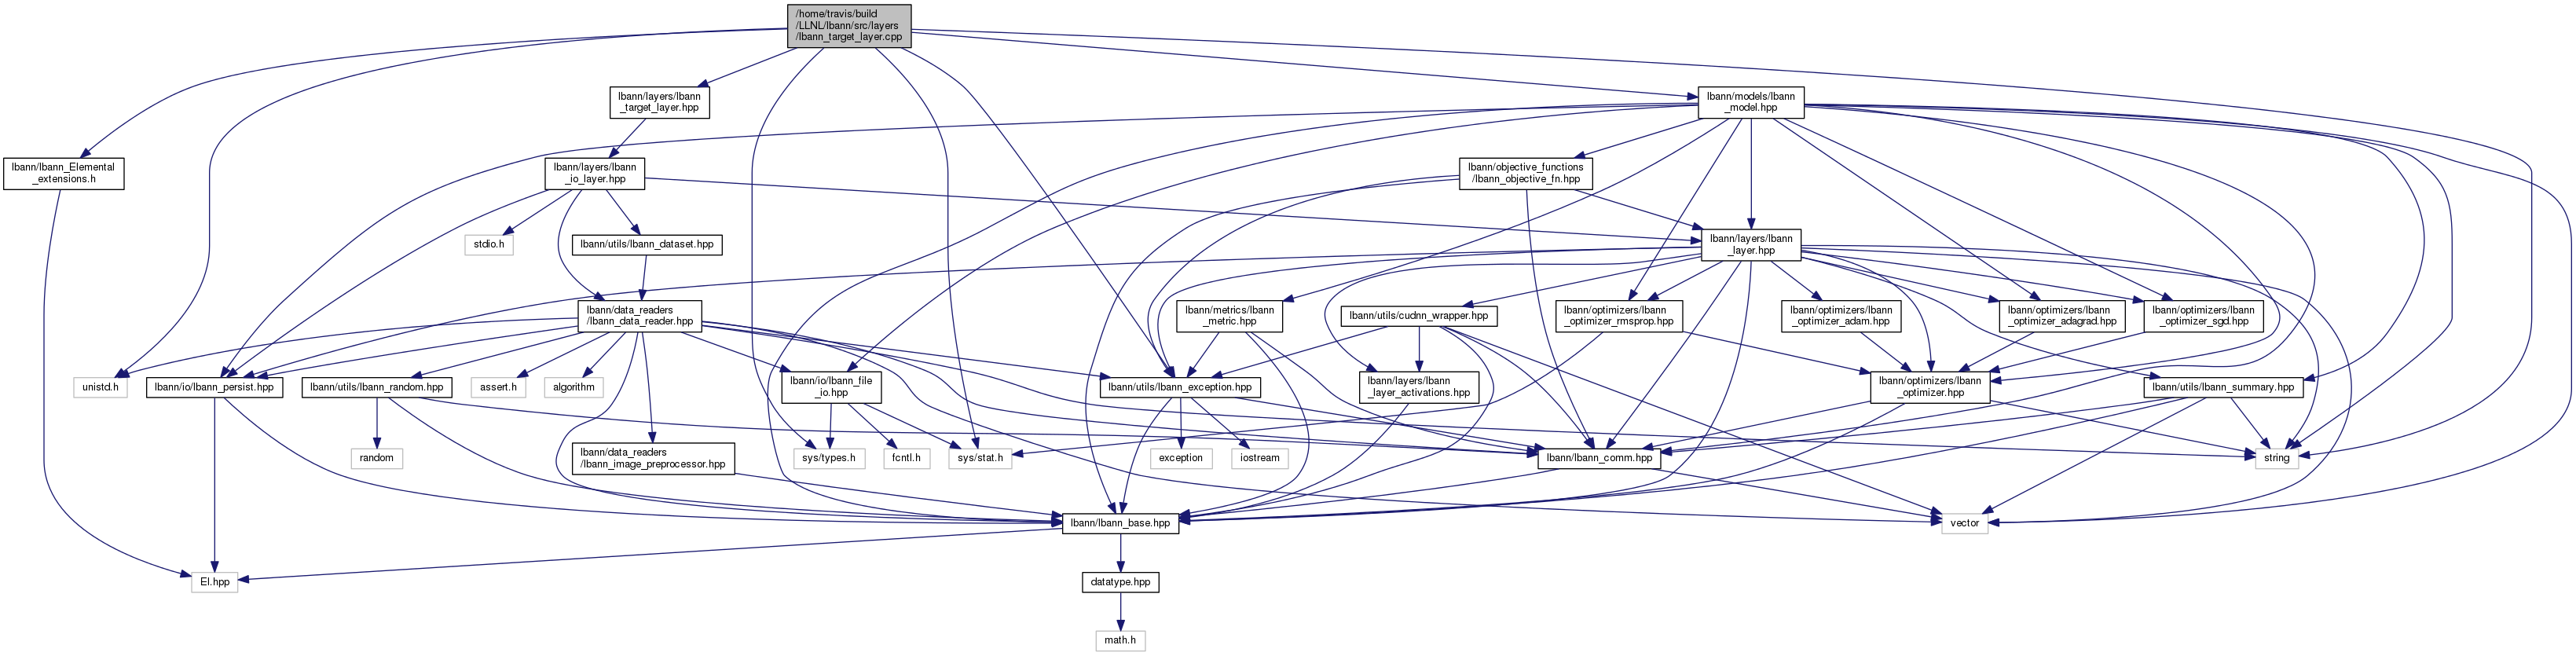 /home/travis/build
/LLNL/lbann/src/layers
/lbann_target_layer.cpp
lbann/layers/lbann
_target_layer.hpp
lbann/models/lbann
_model.hpp
lbann/lbann_Elemental
_extensions.h
lbann/layers/lbann
_io_layer.hpp
lbann/objective_functions
/lbann_objective_fn.hpp
stdio.h
lbann/utils/lbann_dataset.hpp
lbann/layers/lbann
_layer.hpp
lbann/data_readers
/lbann_data_reader.hpp
lbann/metrics/lbann
_metric.hpp
lbann/utils/cudnn_wrapper.hpp
lbann/optimizers/lbann
_optimizer_rmsprop.hpp
lbann/optimizers/lbann
_optimizer_adam.hpp
lbann/optimizers/lbann
_optimizer_adagrad.hpp
lbann/optimizers/lbann
_optimizer_sgd.hpp
unistd.h
lbann/io/lbann_persist.hpp
lbann/utils/lbann_random.hpp
assert.h
algorithm
lbann/io/lbann_file
_io.hpp
lbann/utils/lbann_exception.hpp
lbann/layers/lbann
_layer_activations.hpp
lbann/optimizers/lbann
_optimizer.hpp
lbann/utils/lbann_summary.hpp
random
lbann/data_readers
/lbann_image_preprocessor.hpp
sys/types.h
fcntl.h
sys/stat.h
exception
iostream
lbann/lbann_comm.hpp
string
lbann/lbann_base.hpp
vector
El.hpp
datatype.hpp
math.h